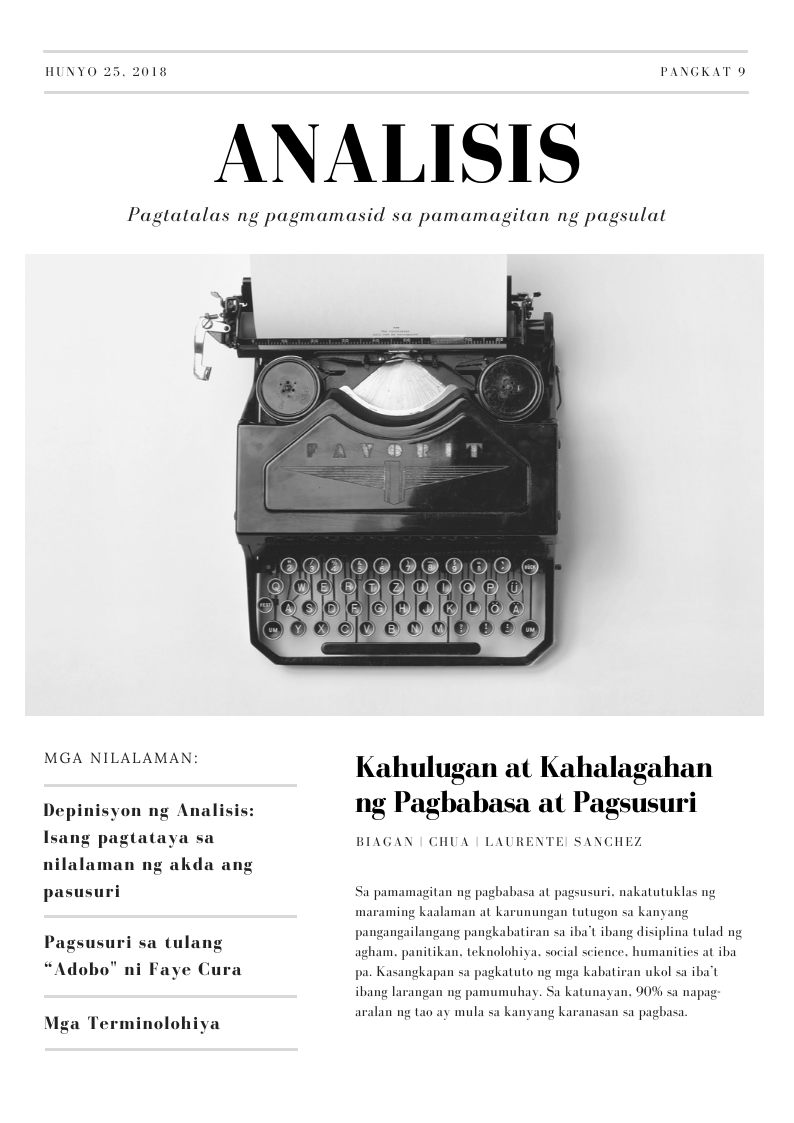 HUNYO 25, 2018
PANGKAT 9
ANALISIS
Pagtatalas ng pagmamasid sa pamamagitan ng pagsulat
FAVORIT
Q W E R T Z U I O P Ü
A S D F G H J K L Ö Ä
UM Y X C V B N M UM
MGA NILALAMAN:
Depinisyon ng Analisis:
Isang pagtataya sa
nilalaman ng akda ang
pasusuri
Pagsusuri sa tulang
“Adobo" ni Faye Cura
Mga Terminolohiya
Kahulugan at Kahalagahan
ng Pagbabasa at Pagsusuri
BIAGAN | CHUA | LAURENTE| SANCHEZ
Sa pamamagitan ng pagbabasa at pagsusuri, nakatutuklas ng
maraming kaalaman at karunungan tutugon sa kanyang
pangangailangang pangkabatiran sa iba't ibang disiplina tulad ng
agham, panitikan, teknolohiya, social science, humanities at iba
pa. Kasangkapan sa pagkatuto ng mga kabatiran ukol sa iba't
ibang larangan ng pamumuhay. Sa katunayan, 90% sa napag-
aralan ng tao ay mula sa kanyang karanasan sa pagbasa.